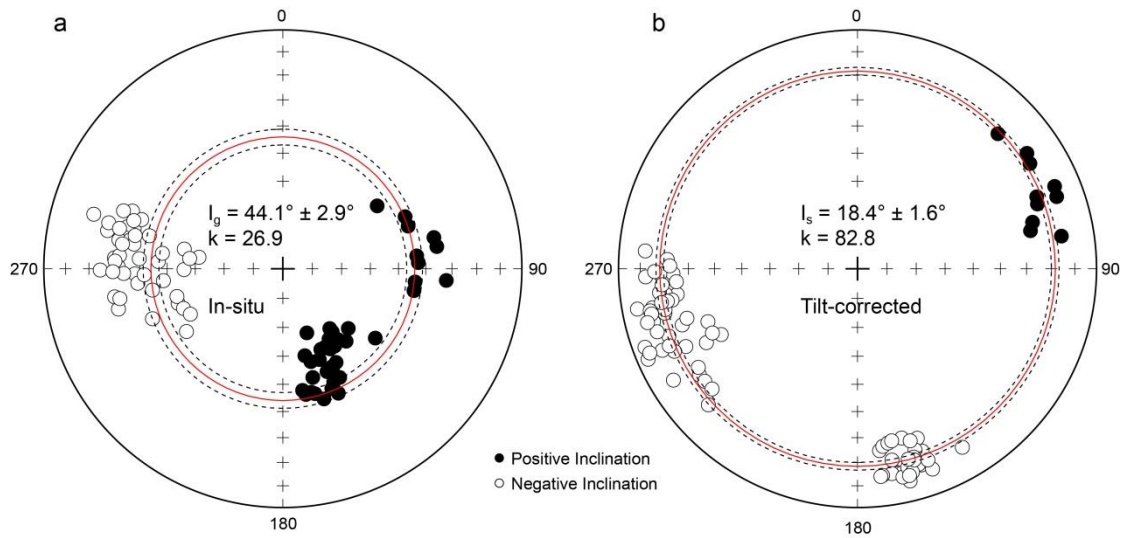 a
0
270
90
I_g = 44.1° ± 2.9°
k = 26.9
In-situ
180
b
0
270
90
I_s = 18.4° ± 1.6°
k = 82.8
Tilt-corrected
180
Positive Inclination
Negative Inclination